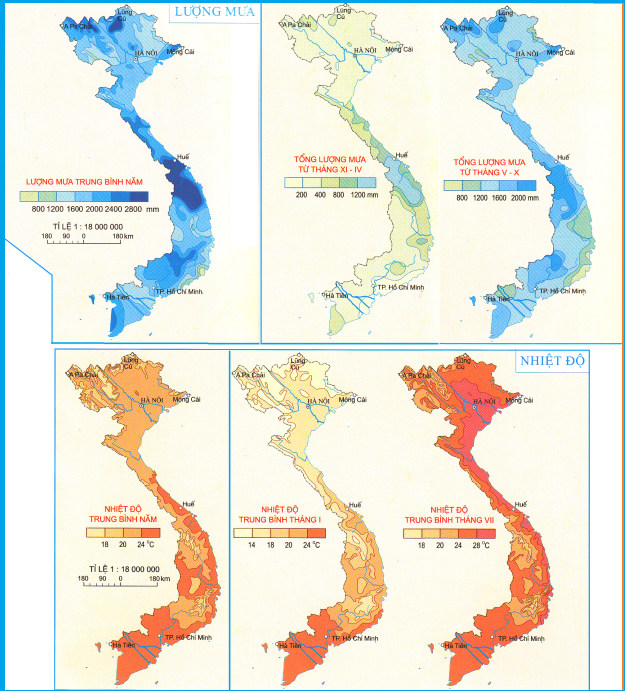 LƯỢNG MƯA
A Pa Chải
Lũng
Cú
HÀ NỘI
Móng Cái
Huế
LƯỢNG MƯA TRUNG BÌNH NĂM
800 1200 1600 2000 2400 2800 mm
TỈ LỆ 1 : 18 000 000
180 90 0 180 km
Hà Tiên
TP. Hồ Chí Minh
A Pa Chải
Lũng
Cú
HÀ NỘI
Móng Cái
Huế
TỔNG LƯỢNG MƯA
TỪ THÁNG XI - IV
200 400 800 1200 mm
Hà Tiên
TP. Hồ Chí Minh
A Pa Chải
Lũng
Cú
HÀ NỘI
Móng Cái
Huế
TỔNG LƯỢNG MƯA
TỪ THÁNG V - X
800 1200 1600 2000 mm
Hà Tiên
TP. Hồ Chí Minh
NHIỆT ĐỘ
A Pa Chải
Lũng
Cú
HÀ NỘI
Móng Cái
Huế
NHIỆT ĐỘ
TRUNG BÌNH NĂM
18 20 24 °C
TỈ LỆ 1 : 18 000 000
180 90 0 180 km
Hà Tiên
TP. Hồ Chí Minh
A Pa Chải
Lũng
Cú
HÀ NỘI
Móng Cái
Huế
NHIỆT ĐỘ
TRUNG BÌNH THÁNG I
14 18 20 24 °C
Hà Tiên
TP. Hồ Chí Minh
A Pa Chải
Lũng
Cú
HÀ NỘI
Móng Cái
Huế
NHIỆT ĐỘ
TRUNG BÌNH THÁNG VII
18 20 24 28 °C
Hà Tiên
TP. Hồ Chí Minh